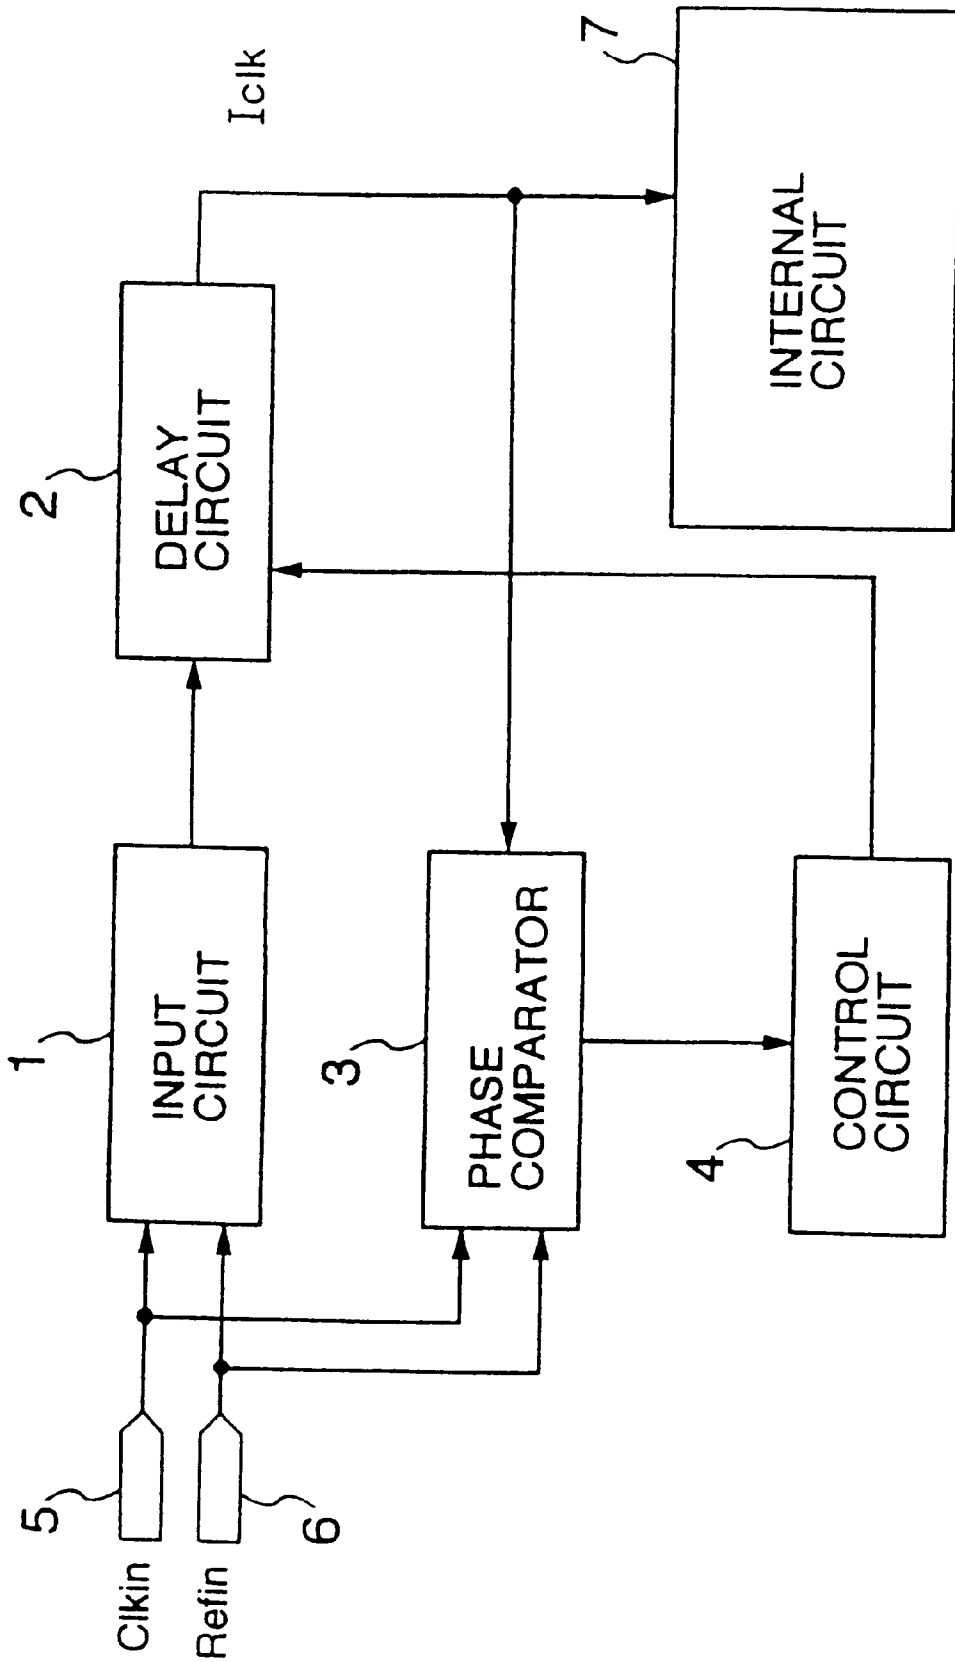 1
INPUT
CIRCUIT
2
DELAY
CIRCUIT
Iclk
5
Clkin
Refin
6
3
PHASE
COMPARATOR
4
CONTROL
CIRCUIT
7
INTERNAL
CIRCUIT